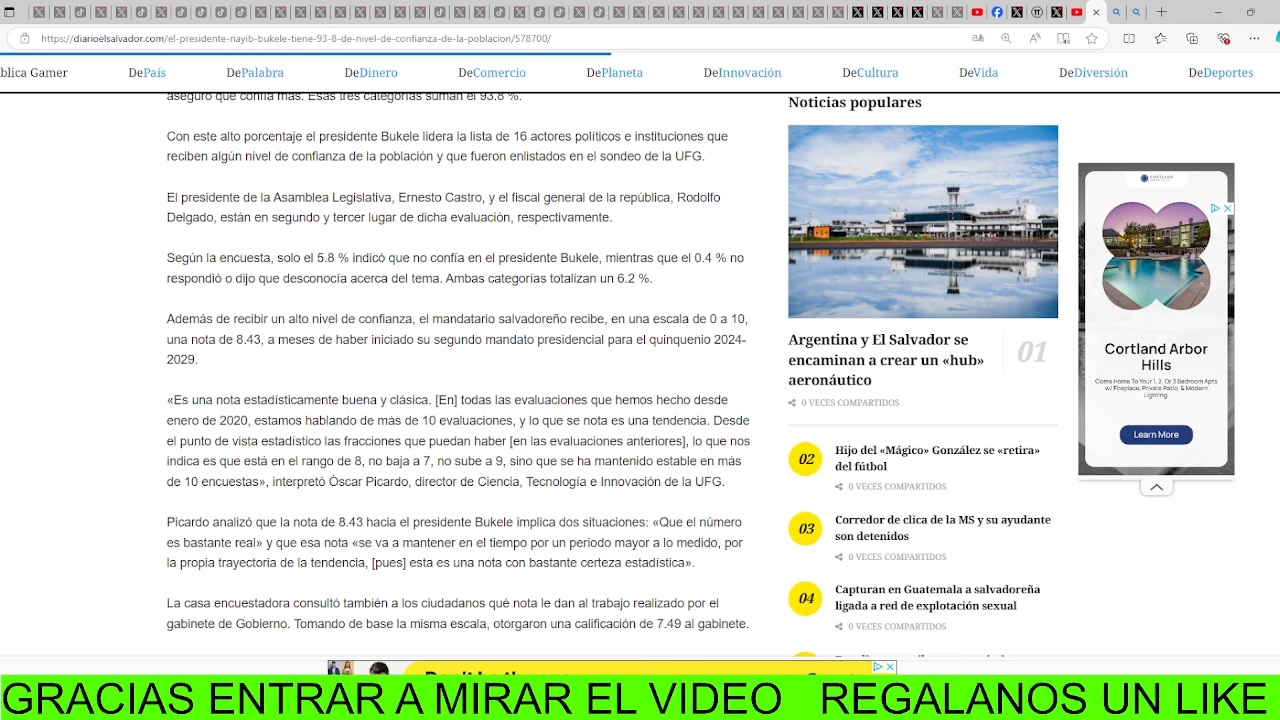 https://diarioelsalvador.com/el-presidente-nayib-bukele-tiene-93-8-de-nivel-de-confianza-de-la-poblacion/578700/
blica Gamer DePaís DePalabra DeDinero DeComercio DePlaneta DeInnovación DeCultura DeVida DeDiversión DeDeportes
aseguró que confía más. Esas tres categorías suman el 93.8 %.
Con este alto porcentaje el presidente Bukele lidera la lista de 16 actores políticos e instituciones que
reciben algún nivel de confianza de la población y que fueron enlistados en el sondeo de la UFG.
El presidente de la Asamblea Legislativa, Ernesto Castro, y el fiscal general de la república, Rodolfo
Delgado, están en segundo y tercer lugar de dicha evaluación, respectivamente.
Según la encuesta, solo el 5.8 % indicó que no confía en el presidente Bukele, mientras que el 0.4 % no
respondió o dijo que desconocía acerca del tema. Ambas categorías totalizan un 6.2 %.
Además de recibir un alto nivel de confianza, el mandatario salvadoreño recibe, en una escala de 0 a 10,
una nota de 8.43, a meses de haber iniciado su segundo mandato presidencial para el quinquenio 2024-
2029.
«Es una nota estadísticamente buena y clásica. [En] todas las evaluaciones que hemos hecho desde
enero de 2020, estamos hablando de más de 10 evaluaciones, y lo que se nota es una tendencia. Desde
el punto de vista estadístico las fracciones que puedan haber [en las evaluaciones anteriores], lo que nos
indica es que está en el rango de 8, no baja a 7, no sube a 9, sino que se ha mantenido estable en más
de 10 encuestas», interpretó Óscar Picardo, director de Ciencia, Tecnología e Innovación de la UFG.
Picardo analizó que la nota de 8.43 hacia el presidente Bukele implica dos situaciones: «Que el número
es bastante real» y que esa nota «se va a mantener en el tiempo por un período mayor a lo medido, por
la propia trayectoria de la tendencia, [pues] esta es una nota con bastante certeza estadística».
La casa encuestadora consultó también a los ciudadanos qué nota le dan al trabajo realizado por el
gabinete de Gobierno. Tomando de base la misma escala, otorgaron una calificación de 7.49 al gabinete.
Noticias populares
Argentina y El Salvador se
encaminan a crear un «hub»
aeronáutico
01
0 VECES COMPARTIDOS
02
Hijo del «Mágico» González se «retira»
del fútbol
0 VECES COMPARTIDOS
03
Corredor de clica de la MS y su ayudante
son detenidos
0 VECES COMPARTIDOS
04
Capturan en Guatemala a salvadoreña
ligada a red de explotación sexual
0 VECES COMPARTIDOS
Cortland Arbor
Hills
Come Home To Your 1, 2, Or 3 Bedroom Apts
w/ Fireplace, Private Patio, & Modern
Lighting.
Learn More
GRACIAS ENTRAR A MIRAR EL VIDEO REGALANOS UN LIKE